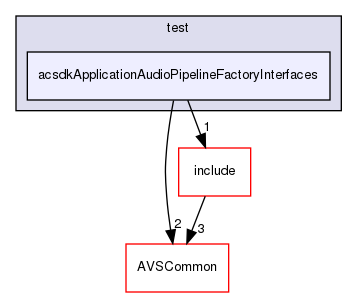 test
acsdkApplicationAudioPipelineFactoryInterfaces
1
include
2
3
AVSCommon